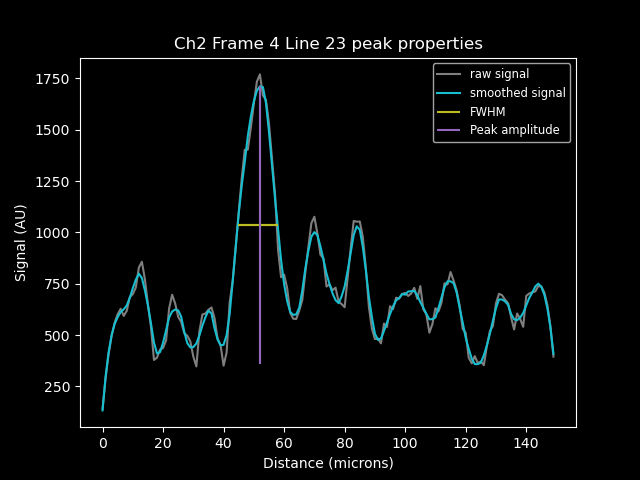 Ch2 Frame 4 Line 23 peak properties
raw signal
smoothed signal
FWHM
Peak amplitude
1750
1500
1250
1000
750
500
250
Signal (AU)
0 20 40 60 80 100 120 140
Distance (microns)